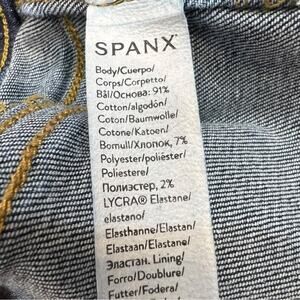 SPANX
Body/Cuerpo/
Corps/Corpetto/
Bål/Основа: 91%
Cotton/algodón/
Coton/Baumwolle/
Cotone/Katoen/
Bomull/Хлопок, 7%
Polyester/poliéster/
Poliestere/
Полиэстер, 2%
LYCRA® Elastane/
elastano/
Elasthanne/Elastan/
Elastaan/Elastane/
Эластан. Lining/
Forro/Doublure/
Futter/Fodera/